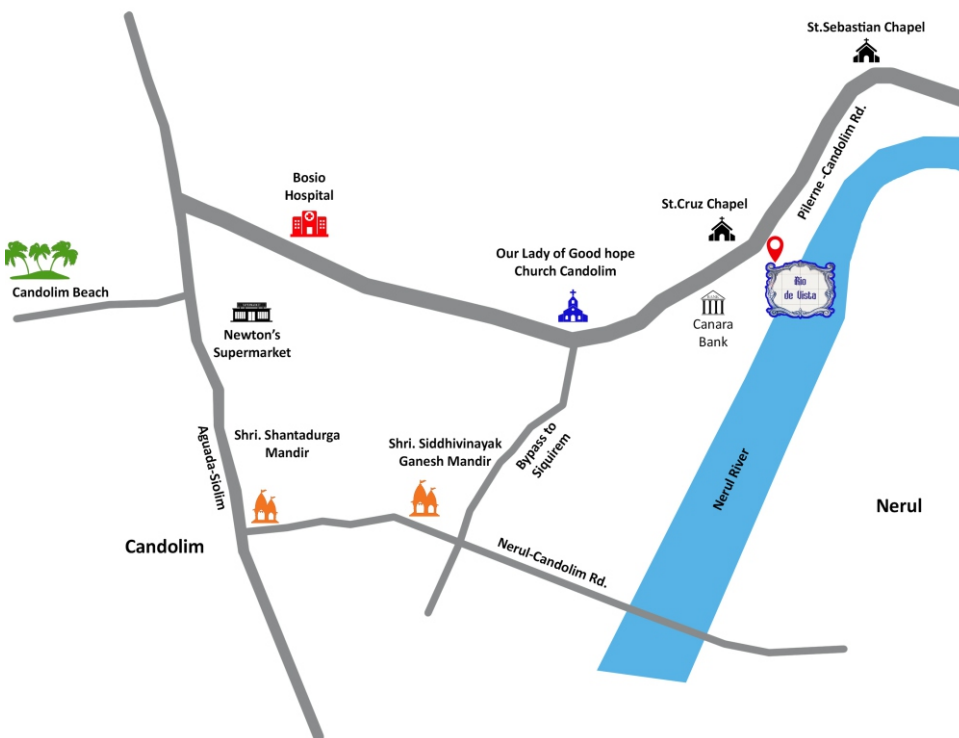 St.Sebastian Chapel
Pilerne -Candolim Rd.
Bosio
Hospital
St.Cruz Chapel
Our Lady of Good hope
Church Candolim
Candolim Beach
Rio
de Vista
Newton's
Supermarket
Canara
Bank
Shri. Shantadurga
Mandir
Shri. Siddhivinayak
Ganesh Mandir
Bypass to
Siquirem
Aguada-Siolim
Nerul River
Nerul
Candolim
Nerul-Candolim Rd.